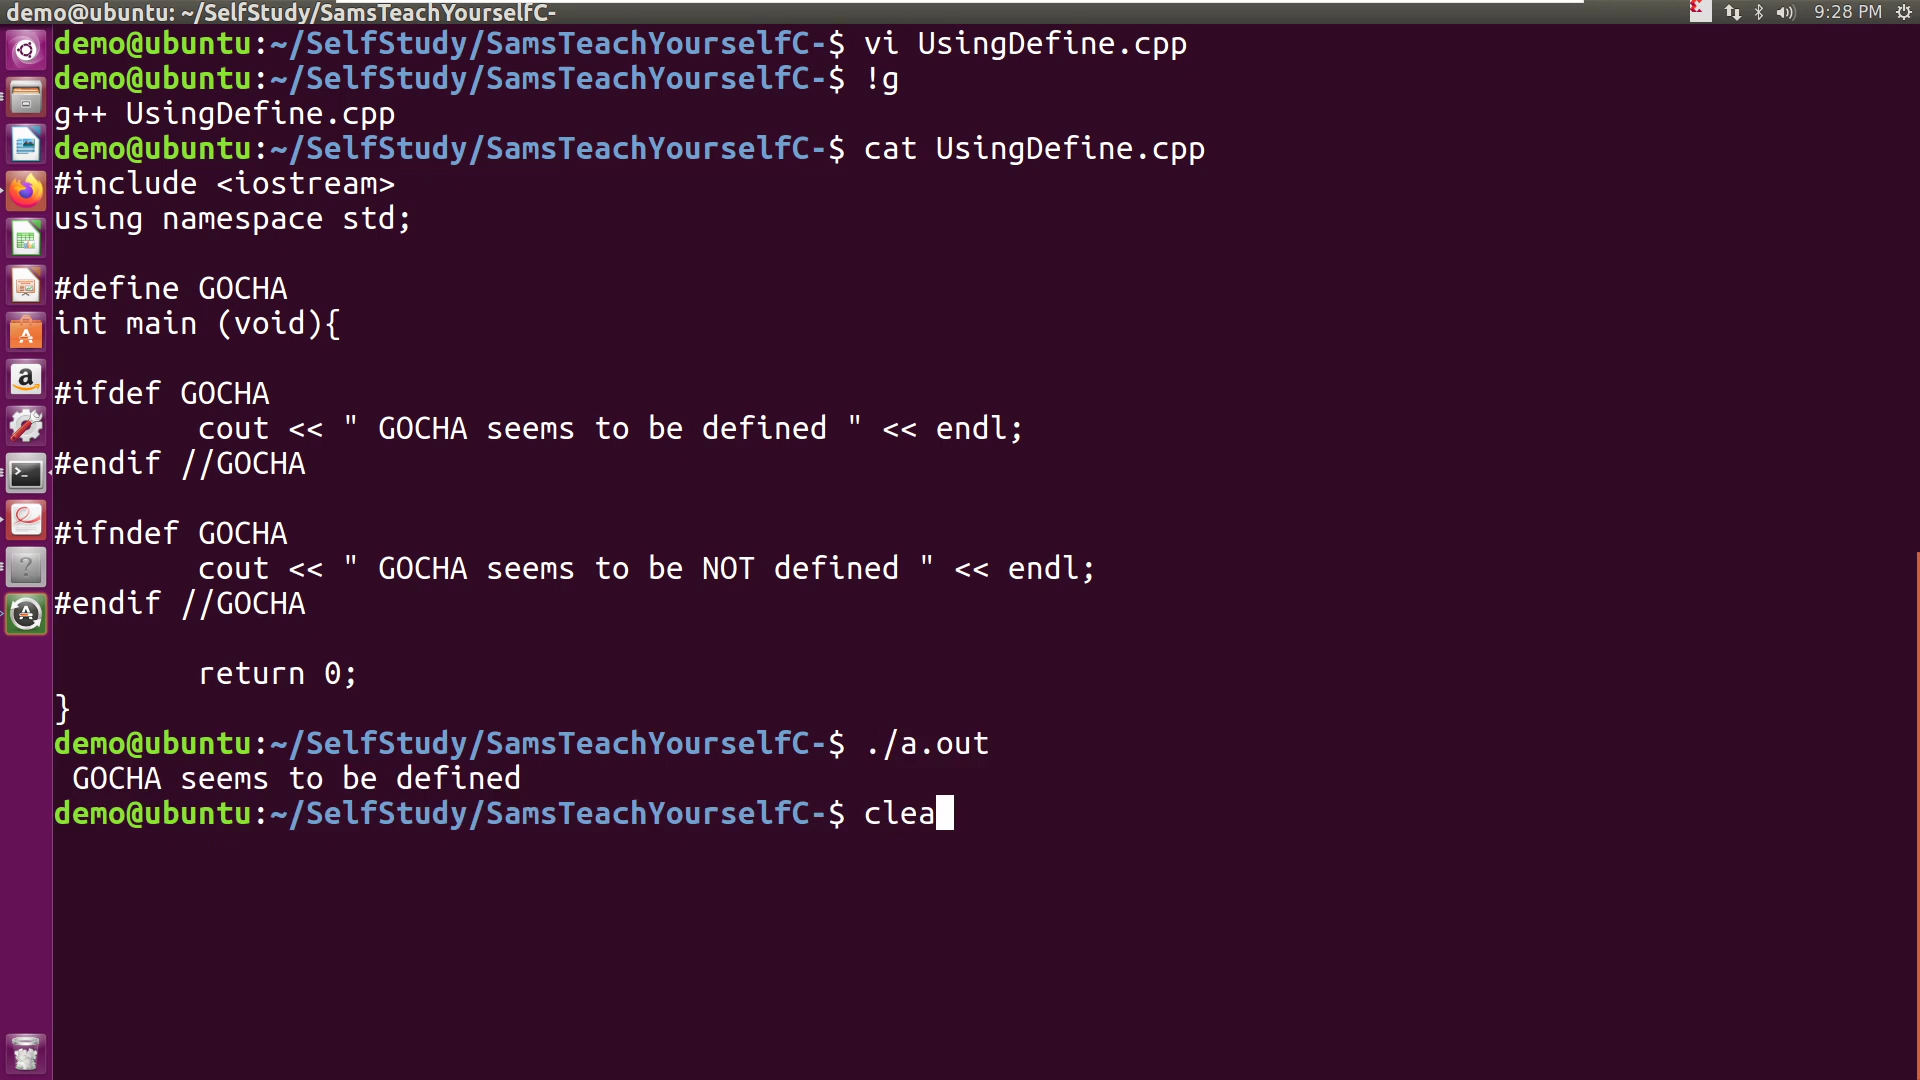 demo@ubuntu: ~/SelfStudy/SamsTeachYourselfC-
9:28 PM
demo@ubuntu:~/SelfStudy/SamsTeachYourselfC-$ vi UsingDefine.cpp
demo@ubuntu:~/SelfStudy/SamsTeachYourselfC-$ !g
g++ UsingDefine.cpp
demo@ubuntu:~/SelfStudy/SamsTeachYourselfC-$ cat UsingDefine.cpp
#include <iostream>
using namespace std;
#define GOCHA
int main (void){
#ifdef GOCHA
        cout << " GOCHA seems to be defined " << endl;
#endif //GOCHA
#ifndef GOCHA
        cout << " GOCHA seems to be NOT defined " << endl;
#endif //GOCHA
        return 0;
}
demo@ubuntu:~/SelfStudy/SamsTeachYourselfC-$ ./a.out
 GOCHA seems to be defined
demo@ubuntu:~/SelfStudy/SamsTeachYourselfC-$ clea